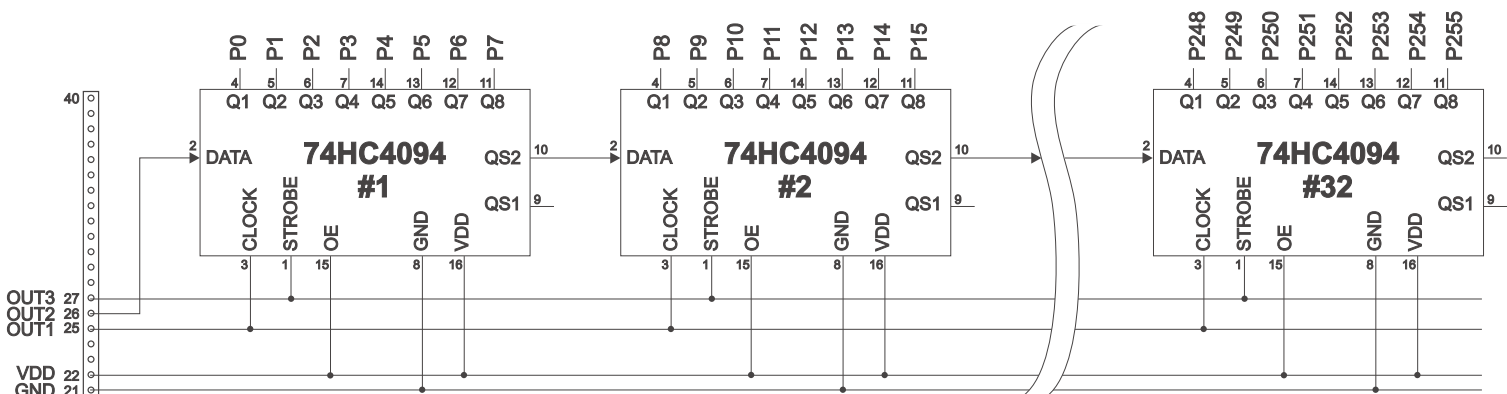 P0 P1 P2 P3 P4 P5 P6 P7 P8 P9 P10 P11 P12 P13 P14 P15 P248 P249 P250 P251 P252 P253 P254 P255
4 5 6 7 14 13 12 11 4 5 6 7 14 13 12 11 4 5 6 7 14 13 12 11
40
Q1 Q2 Q3 Q4 Q5 Q6 Q7 Q8 Q1 Q2 Q3 Q4 Q5 Q6 Q7 Q8 Q1 Q2 Q3 Q4 Q5 Q6 Q7 Q8
2 DATA 74HC4094 QS2 10 2 DATA 74HC4094 QS2 10 2 DATA 74HC4094 QS2 10
#1 #2 #32
QS1 9 QS1 9 QS1 9
CLOCK STROBE OE GND VDD CLOCK STROBE OE GND VDD CLOCK STROBE OE GND VDD
3 1 15 8 16 3 1 15 8 16 3 1 15 8 16
OUT3 27
OUT2 26
OUT1 25
VDD 22
GND 21